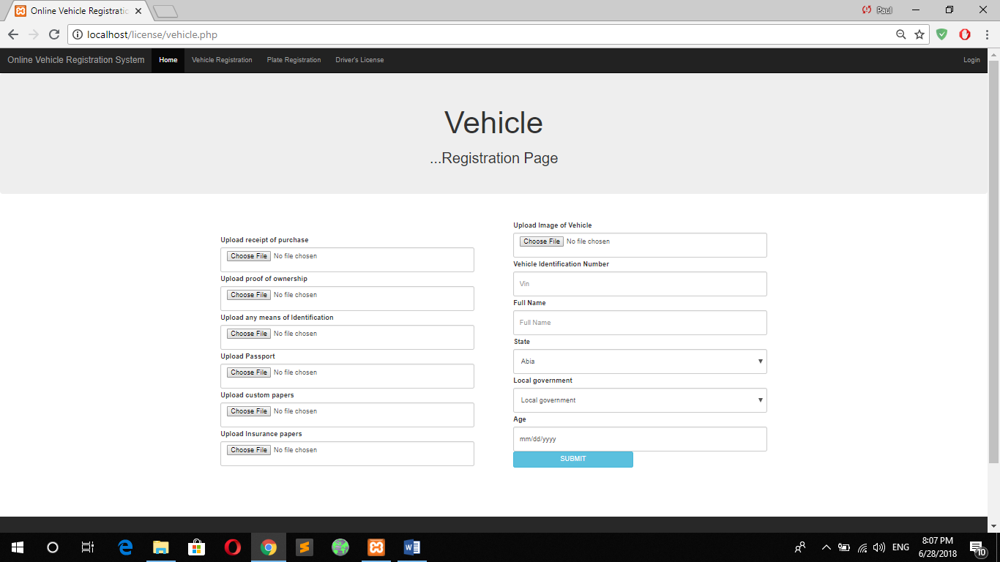 Online Vehicle Registratic
Paul
localhost/license/vehicle.php
Online Vehicle Registration System Home Vehicle Registration Plate Registration Driver's License Login
Vehicle
...Registration Page
Upload receipt of purchase
Choose File No file chosen
Upload proof of ownership
Choose File No file chosen
Upload any means of Identification
Choose File No file chosen
Upload Passport
Choose File No file chosen
Upload custom papers
Choose File No file chosen
Upload Insurance papers
Choose File No file chosen
Upload Image of Vehicle
Choose File No file chosen
Vehicle Identification Number
Vin
Full Name
Full Name
State
Abia
Local government
Local government
Age
mm/dd/yyyy
SUBMIT
ENG
8:07 PM
6/28/2018
10